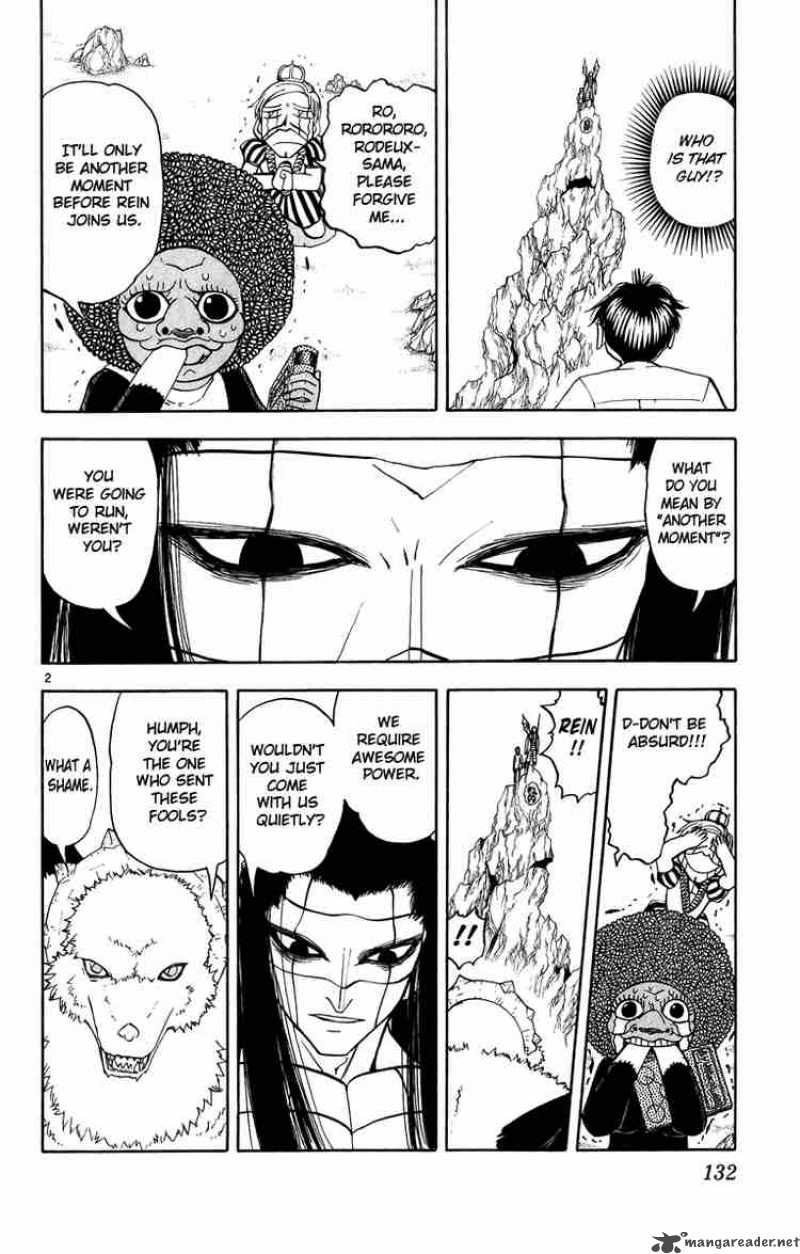 WHO
IS THAT
GUY!?
RO,
RORORORO,
RODEUX-
SAMA,
PLEASE
FORGIVE
ME...
IT'LL ONLY
BE ANOTHER
MOMENT
BEFORE REIN
JOINS US.
WHAT
DO YOU
MEAN BY
"ANOTHER
MOMENT"?
YOU
WERE GOING
TO RUN,
WEREN'T
YOU?
2
D-DON'T BE
ABSURD!!!
REIN
!!
!!
WE
REQUIRE
AWESOME
POWER.
WOULDN'T
YOU JUST
COME
WITH US
QUIETLY?
HUMPH,
YOU'RE
THE ONE
WHO SENT
THESE
FOOLS?
WHAT A
SHAME.
132
mangareader.net